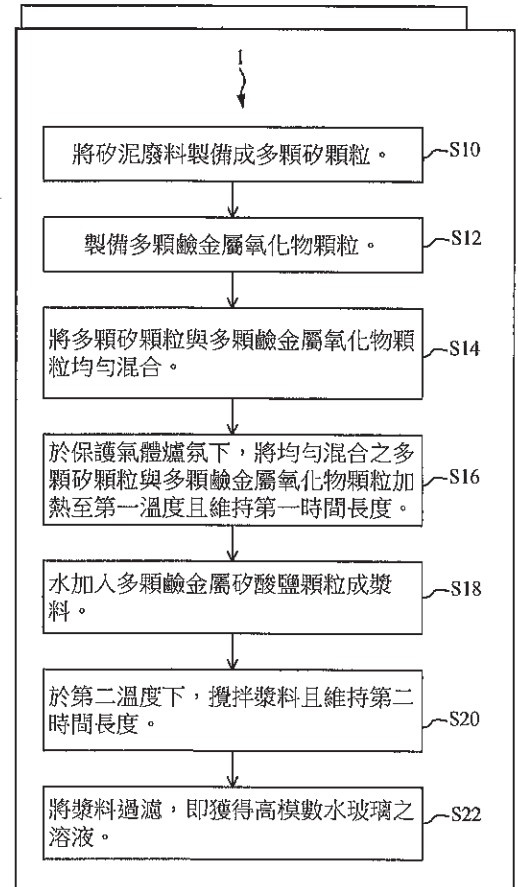 1
將矽泥廢料製備成多顆矽顆粒。
S10
製備多顆鹼金屬氧化物顆粒。
S12
將多顆矽顆粒與多顆鹼金屬氧化物顆
粒均勻混合。
S14
於保護氣體爐氛下，將均勻混合之多
顆矽顆粒與多顆鹼金屬氧化物顆粒加
熱至第一溫度且維持第一時間長度。
S16
水加入多顆鹼金屬矽酸鹽顆粒成漿
料。
S18
於第二溫度下，攪拌漿料且維持第二
時間長度。
S20
將漿料過濾，即獲得高模數水玻璃之
溶液。
S22